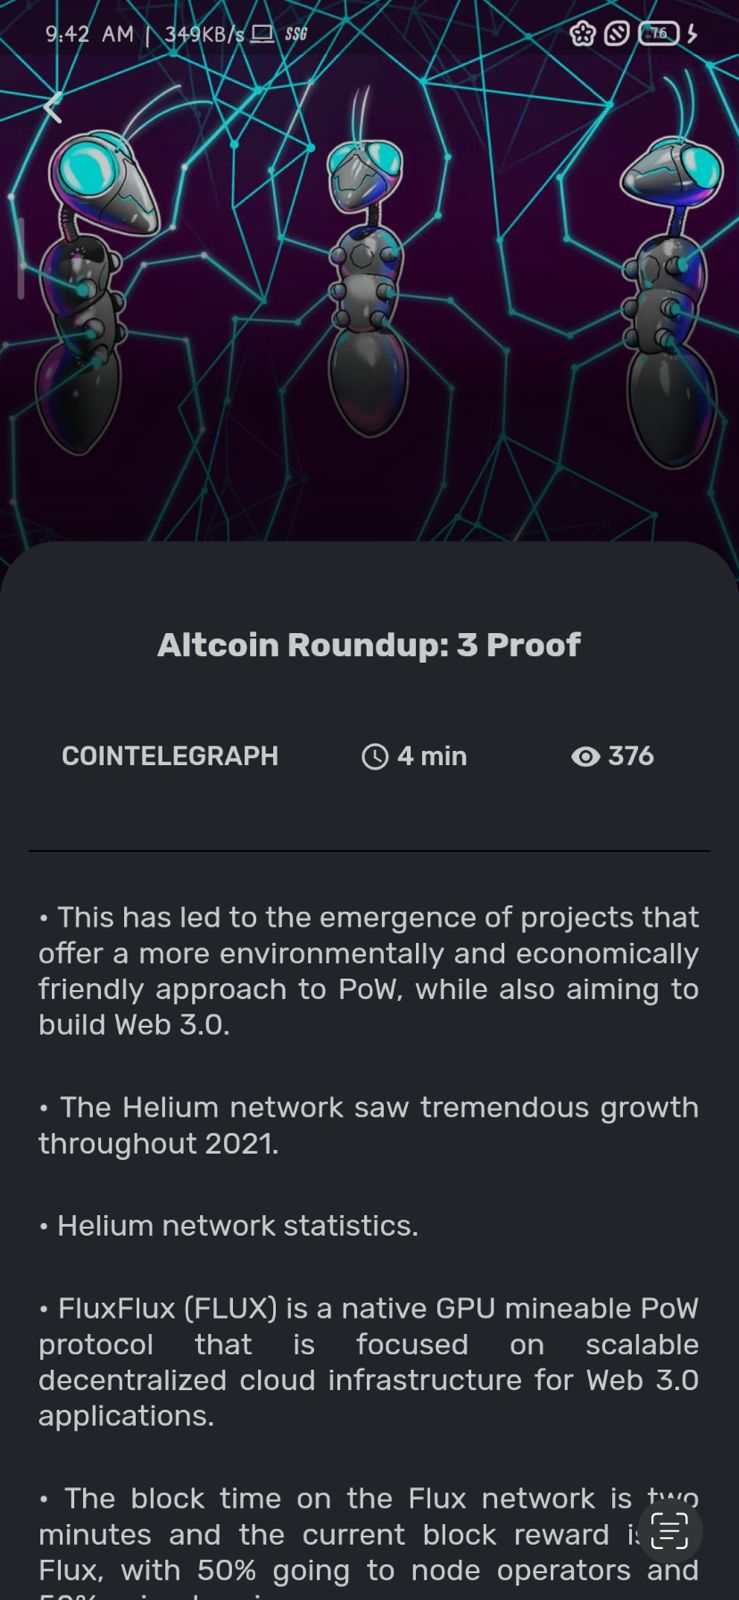 9:42 AM | 349KB/s SSG 76
Altcoin Roundup: 3 Proof
COINTELEGRAPH 4 min 376
• This has led to the emergence of projects that
offer a more environmentally and economically
friendly approach to PoW, while also aiming to
build Web 3.0.
• The Helium network saw tremendous growth
throughout 2021.
• Helium network statistics.
• FluxFlux (FLUX) is a native GPU mineable PoW
protocol that is focused on scalable
decentralized cloud infrastructure for Web 3.0
applications.
• The block time on the Flux network is two
minutes and the current block reward is
Flux, with 50% going to node operators and
50%